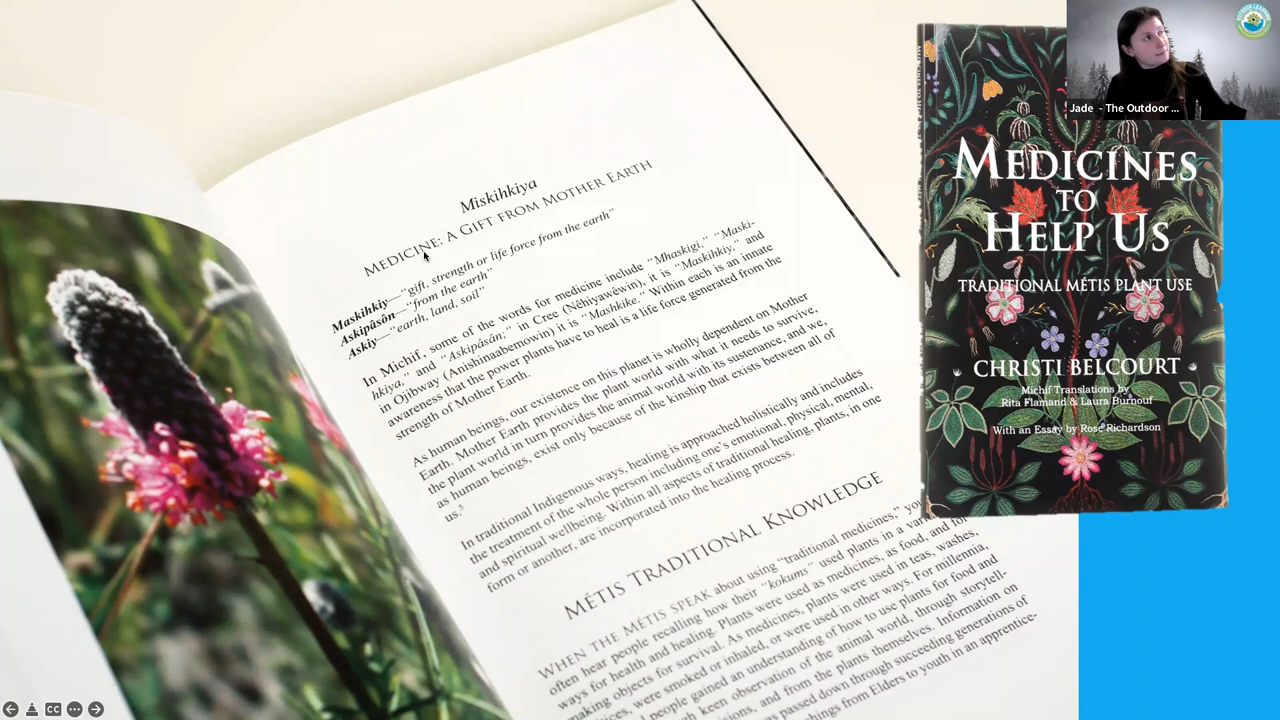 Miskihkiya
MEDICINE: A GIFT FROM MOTHER EARTH
Maskihkiy—“gift, strength or life force from the earth”
Askipâsôn—“from the earth”
Askiy—“earth, land, soil”
In Michif, some of the words for medicine include “Mhaskigi,” “Maski-
hkiya,” and “Askipâsân;” in Cree (Nêhiyawêwin), it is “Maskihkiy” and
in Ojibway (Anishinaabemowin) it is “Mashkike.” Within each is an innate
awareness that the power plants have to heal is a life force generated from the
strength of Mother Earth.
As human beings, our existence on this planet is wholly dependent on Mother
Earth. Mother Earth provides the plant world with what it needs to survive,
the plant world in turn provides the animal world with its sustenance, and we,
as human beings, exist only because of the kinship that exists between all of
us.5
In traditional Indigenous ways, healing is approached holistically and includes
the treatment of the whole person including one’s emotional, physical, mental,
and spiritual wellbeing. Within all aspects of traditional healing, plants, in one
form or another, are incorporated into the healing process.
MÉTIS TRADITIONAL KNOWLEDGE
WHEN THE MÉTIS SPEAK about using “traditional medicines,”
often hear people recalling how their “kokums” used plants in a
ways for health and healing. Plants were used as medicines, as food, and for
making objects for survival. As medicines, plants were used in teas, washes,
were smoked or inhaled, or were used in other ways. For millennia,
people gained an understanding of how to use plants for food and
keen observation of the animal world, through storytell-
and from the plants themselves. Information on
passed down through succeeding generations of
from Elders to youth in an apprentice-
MEDICINES
TO
HELP US
TRADITIONAL MÉTIS PLANT USE
CHRISTI BELCOURT
Michif Translations by
Rita Flamand & Laura Burnouf
With an Essay by Rose Richardson
Jade - The Outdoor ...
CC